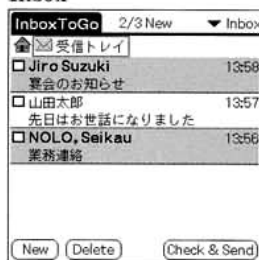 InboxToGo 2/3 New Inbox
受信トレイ
Jiro Suzuki 13:58
宴会のお知らせ
山田太郎 13:57
先日はお世話になりました
NOLO, Seikau 13:56
業務連絡
New Delete Check & Send